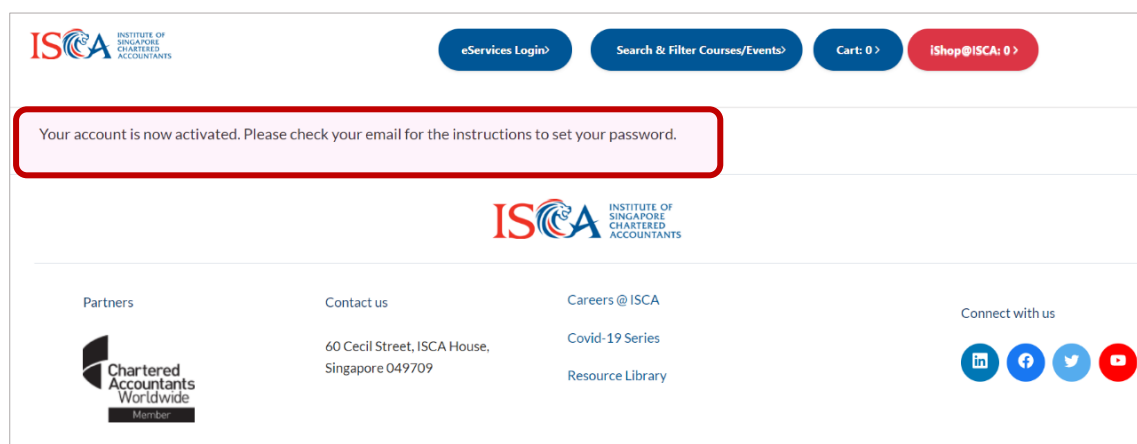 ISCA INSTITUTE OF
SINGAPORE
CHARTERED
ACCOUNTANTS
eServices Login>
Search & Filter Courses/Events>
Cart: 0 >
iShop@ISCA: 0 >
Your account is now activated. Please check your email for the instructions to set your password.
ISCA INSTITUTE OF
SINGAPORE
CHARTERED
ACCOUNTANTS
Partners
Chartered
Accountants
Worldwide
Member
Contact us
60 Cecil Street, ISCA House,
Singapore 049709
Careers @ ISCA
Covid-19 Series
Resource Library
Connect with us